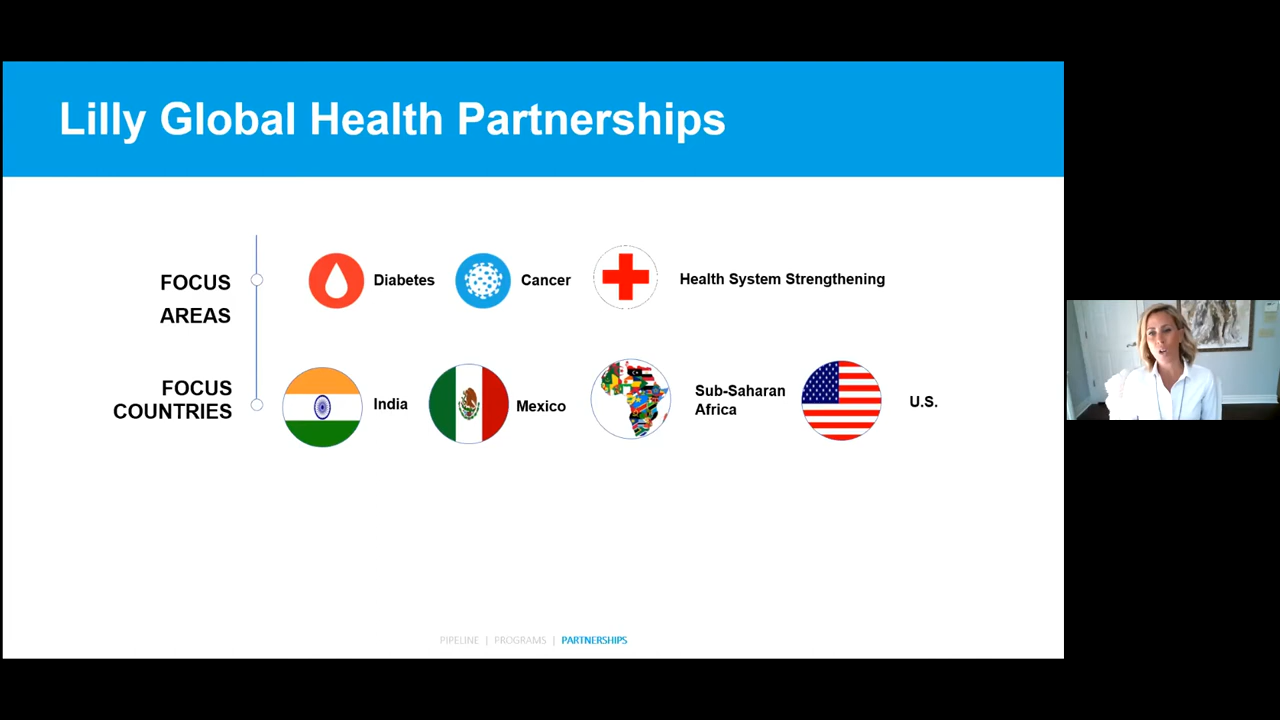 Lilly Global Health Partnerships
FOCUS
AREAS
Diabetes
Cancer
Health System Strengthening
FOCUS
COUNTRIES
India
Mexico
Sub-Saharan
Africa
U.S.
PIPELINE | PROGRAMS | PARTNERSHIPS